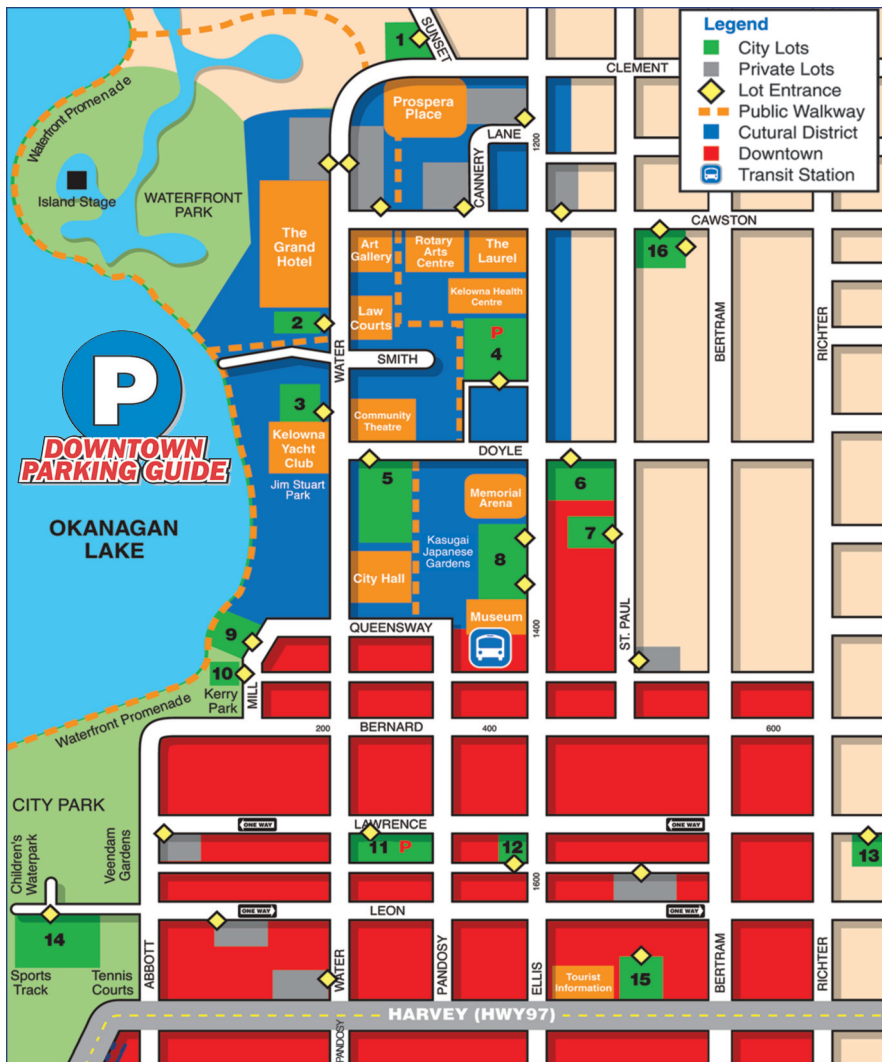 Legend
City Lots
Private Lots
Lot Entrance
Public Walkway
Cutural District
Downtown
Transit Station
1
SUNSET
CLEMENT
Prospera
Place
LANE
CANNERY
1200
Waterfront Promenade
Island Stage
WATERFRONT
PARK
The
Grand
Hotel
CAWSTON
16
Art
Gallery
Rotary
Arts
Centre
The
Laurel
Kelowna Health
Centre
Law
Courts
2
P
4
WATER
SMITH
BERTRAM
RICHTER
P
DOWNTOWN
PARKING GUIDE
3
Kelowna
Yacht
Club
Community
Theatre
Jim Stuart
Park
DOYLE
5
6
Memorial
Arena
7
OKANAGAN
LAKE
Kasugai
Japanese
Gardens
8
City Hall
Museum
QUEENSWAY
1400
ST. PAUL
9
10
Kerry
Park
MILL
Waterfront Promenade
200
BERNARD
400
600
CITY PARK
Children's
Waterpark
Veendam
Gardens
ONE WAY
LAWRENCE
ONE WAY
11 P
12
13
1600
ONE WAY
LEON
ONE WAY
14
Sports
Track
Tennis
Courts
ABBOTT
WATER
PANDOSY
ELLIS
Tourist
Information
15
BERTRAM
RICHTER
HARVEY (HWY97)
PANDOSY